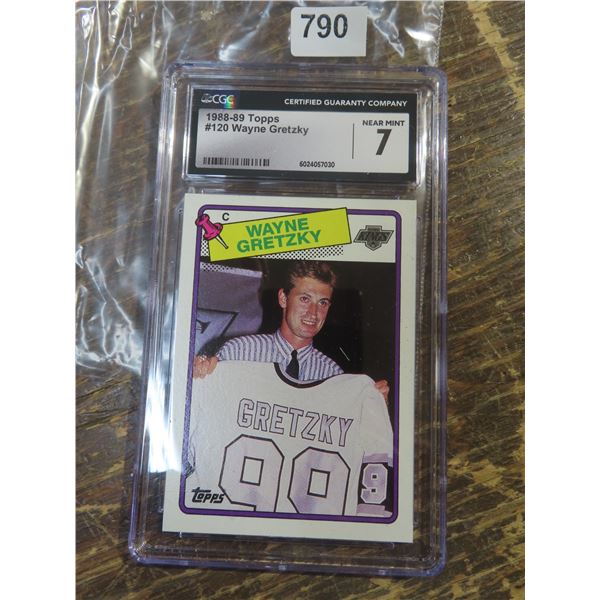 790
CGC
CERTIFIED GUARANTY COMPANY
1988-89 Topps
#120 Wayne Gretzky
NEAR MINT
7
6024057030
C
WAYNE
GRETZKY
KINGS
GRETZKY
99
9
topps